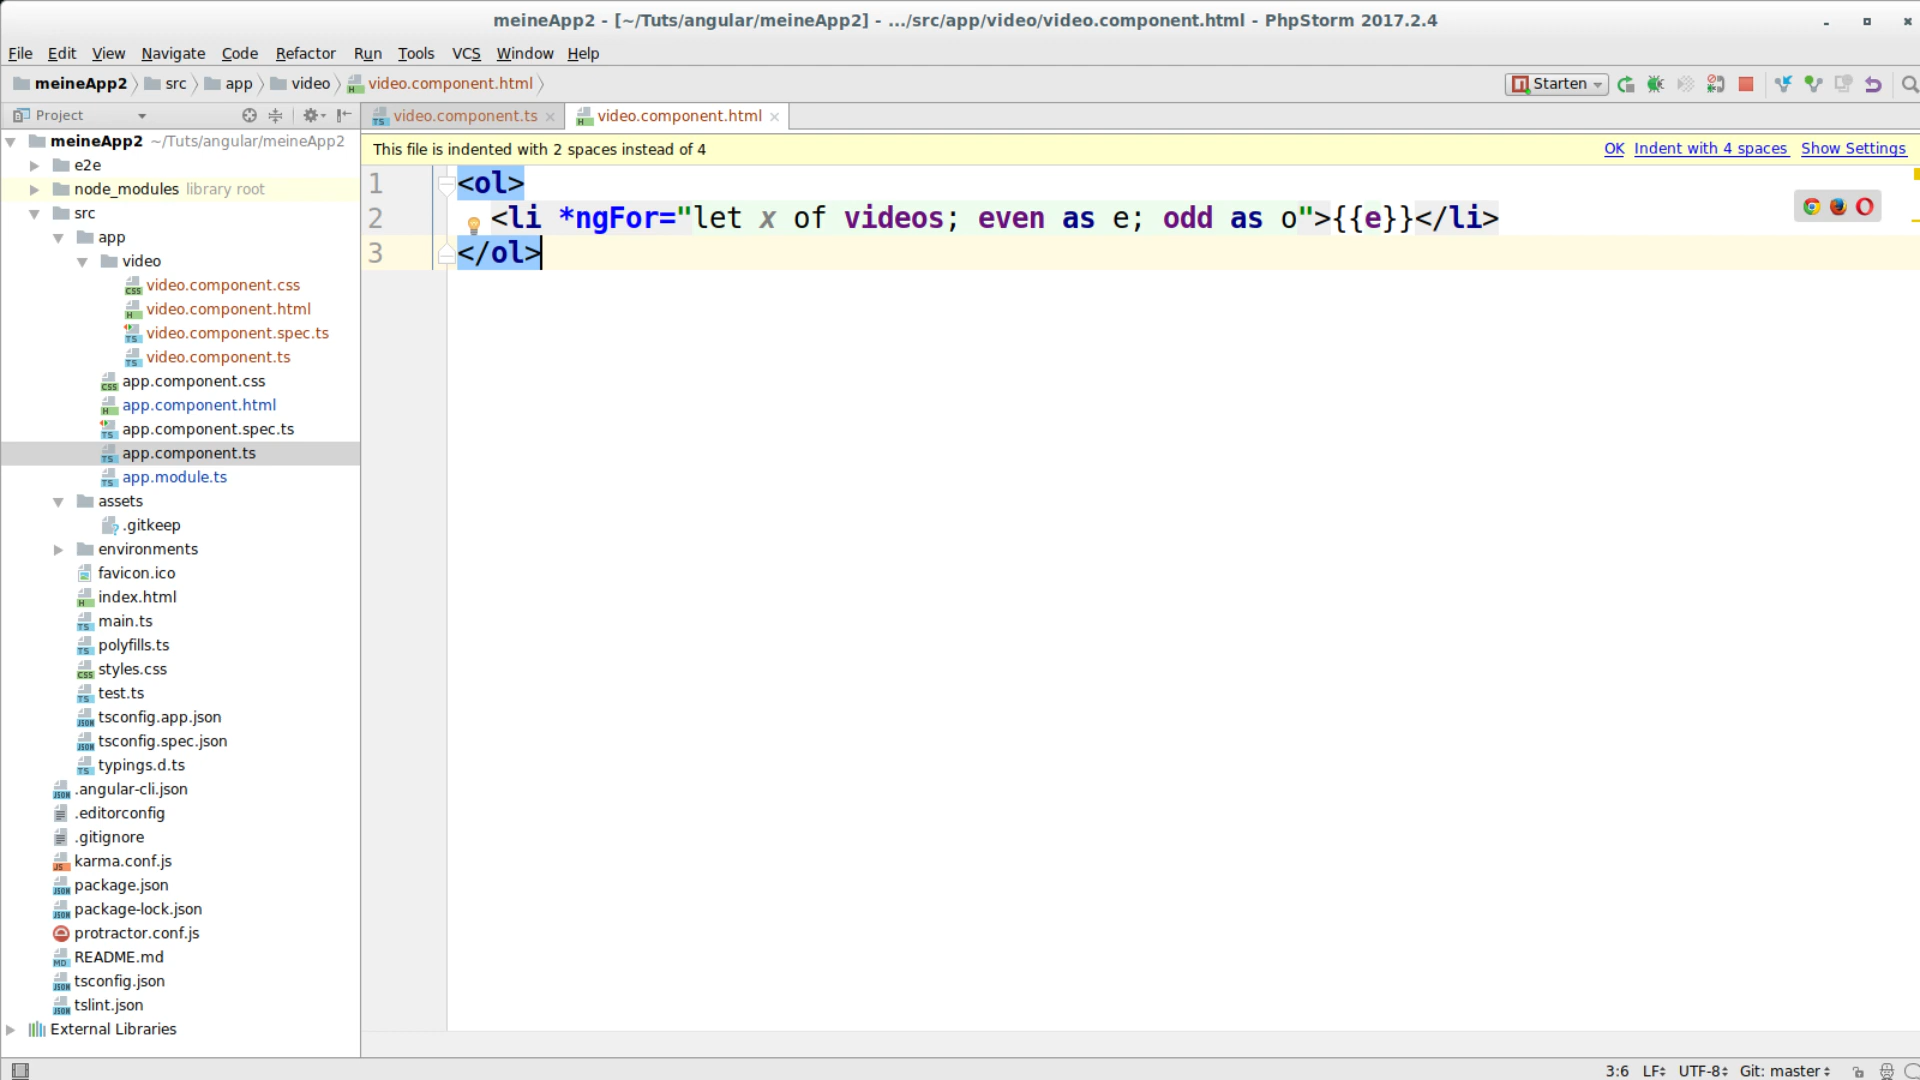 meineApp2 - [~/Tuts/angular/meineApp2] - .../src/app/video/video.component.html - PhpStorm 2017.2.4
File Edit View Navigate Code Refactor Run Tools VCS Window Help
meineApp2 src app video video.component.html
Starten
Project
video.component.ts
video.component.html
This file is indented with 2 spaces instead of 4
OK Indent with 4 spaces Show Settings
1 <ol>
2 <li *ngFor="let x of videos; even as e; odd as o">{{e}}</li>
3 </ol>
meineApp2 ~/Tuts/angular/meineApp2
e2e
node_modules library root
src
app
video
video.component.css
video.component.html
video.component.spec.ts
video.component.ts
app.component.css
app.component.html
app.component.spec.ts
app.component.ts
app.module.ts
assets
.gitkeep
environments
favicon.ico
index.html
main.ts
polyfills.ts
styles.css
test.ts
tsconfig.app.json
tsconfig.spec.json
typings.d.ts
.angular-cli.json
.editorconfig
.gitignore
karma.conf.js
package.json
package-lock.json
protractor.conf.js
README.md
tsconfig.json
tslint.json
External Libraries
3:6 LF UTF-8 Git: master